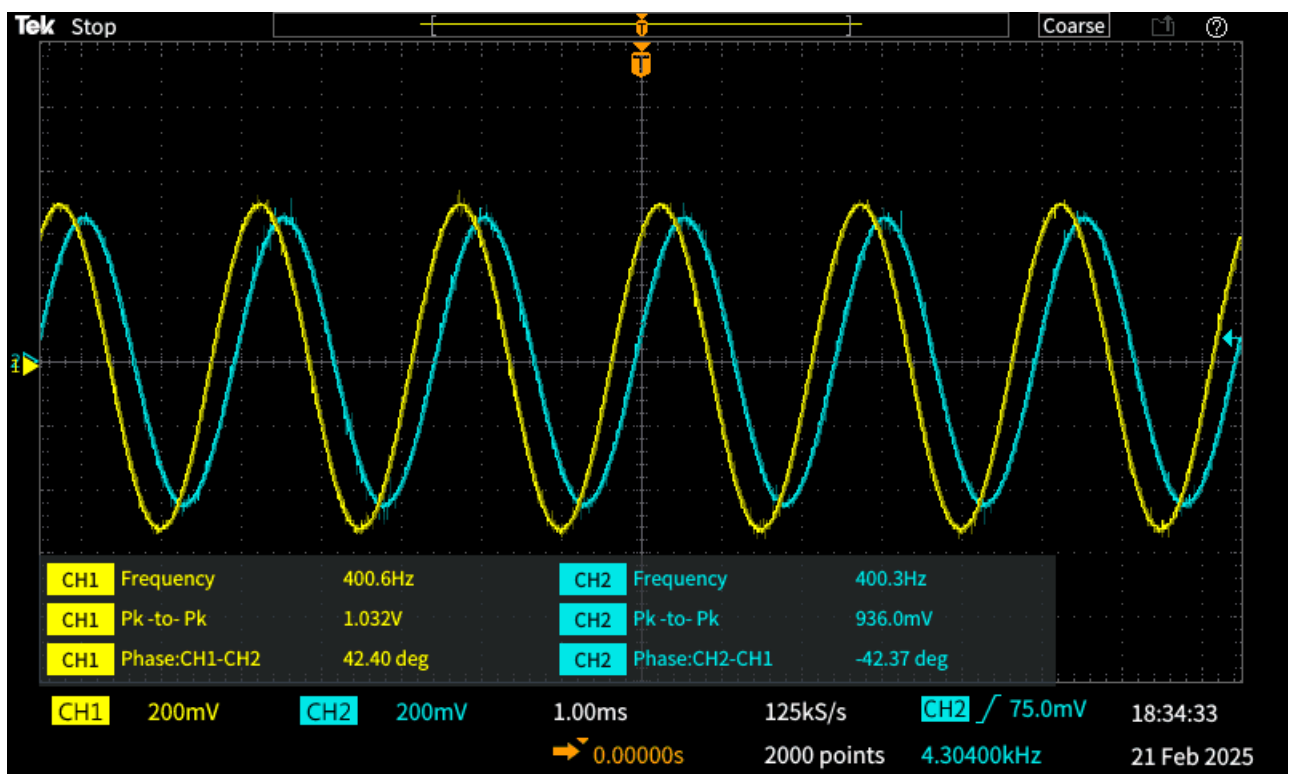 Tek Stop Coarse
T
T
2
1
CH1 Frequency 400.6Hz CH2 Frequency 400.3Hz
CH1 Pk -to- Pk 1.032V CH2 Pk -to- Pk 936.0mV
CH1 Phase:CH1-CH2 42.40 deg CH2 Phase:CH2-CH1 -42.37 deg
CH1 200mV CH2 200mV 1.00ms 125kS/s CH2 75.0mV 18:34:33
0.00000s 2000 points 4.30400kHz 21 Feb 2025